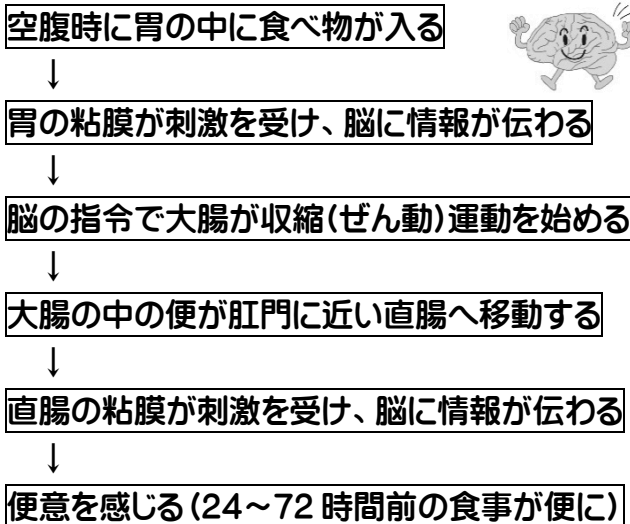 空腹時に胃の中に食べ物が入る
↓
胃の粘膜が刺激を受け、脳に情報が伝わる
↓
脳の指令で大腸が収縮(ぜん動)運動を始める
↓
大腸の中の便が肛門に近い直腸へ移動する
↓
直腸の粘膜が刺激を受け、脳に情報が伝わる
↓
便意を感じる(24～72時間前の食事が便に)